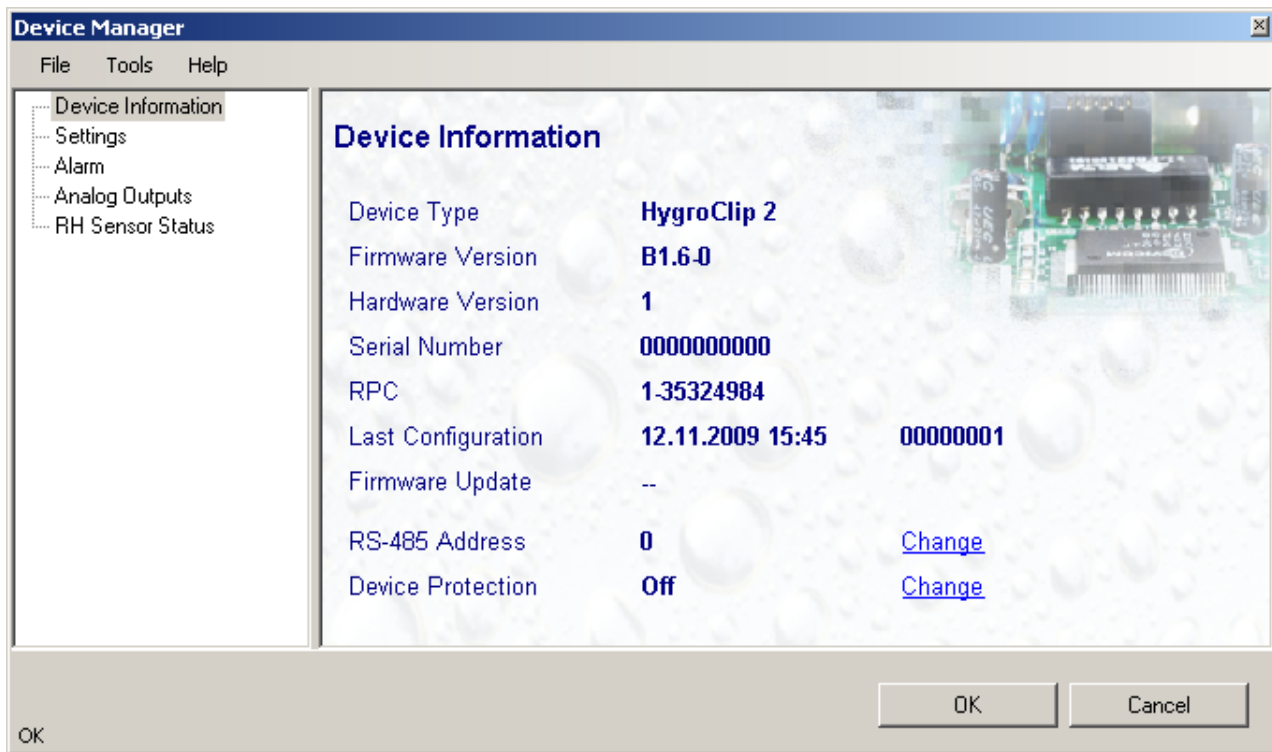 Device Manager
File Tools Help
Device Information
Settings
Alarm
Analog Outputs
RH Sensor Status
Device Information
Device Type HygroClip 2
Firmware Version B1.6-0
Hardware Version 1
Serial Number 0000000000
RPC 1-35324984
Last Configuration 12.11.2009 15:45 00000001
Firmware Update --
RS-485 Address 0 Change
Device Protection Off Change
OK Cancel
OK